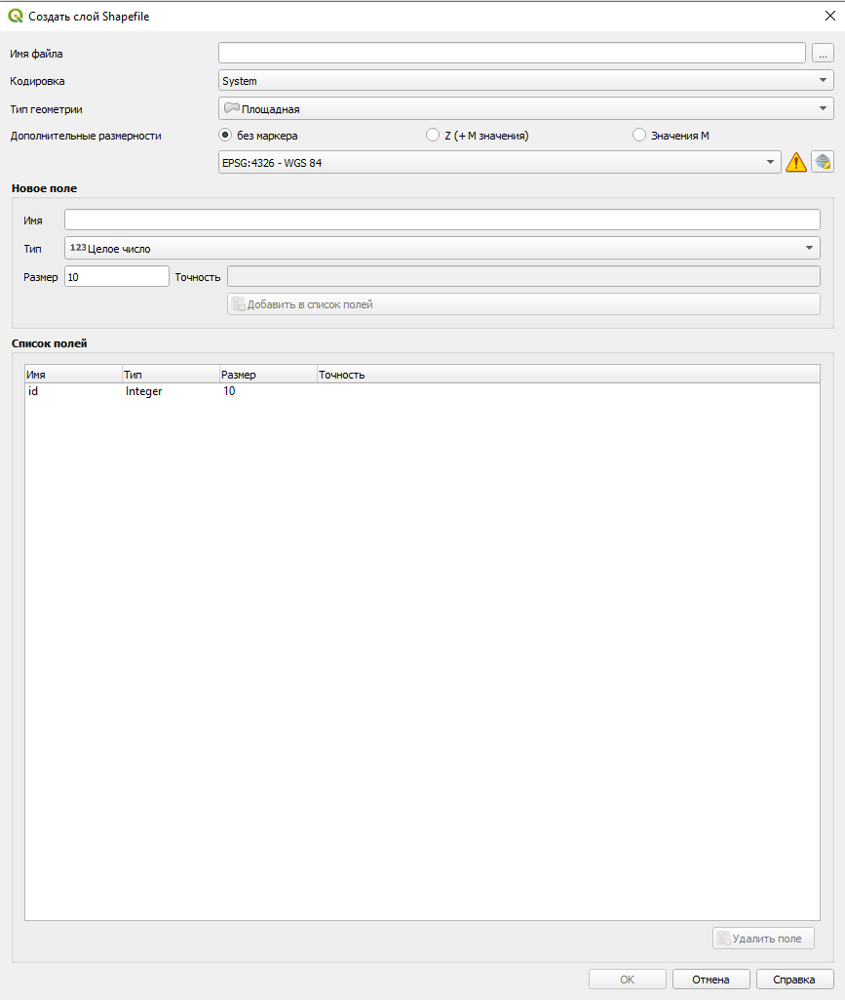 Создать слой Shapefile
Имя файла
...
Кодировка System
Тип геометрии Площадная
Дополнительные размерности без маркера Z (+ M значения) Значения M
EPSG:4326 - WGS 84
Новое поле
Имя
Тип 123 Целое число
Размер 10 Точность
Добавить в список полей
Список полей
Имя Тип Размер Точность
id Integer 10
Удалить поле
OK Отмена Справка